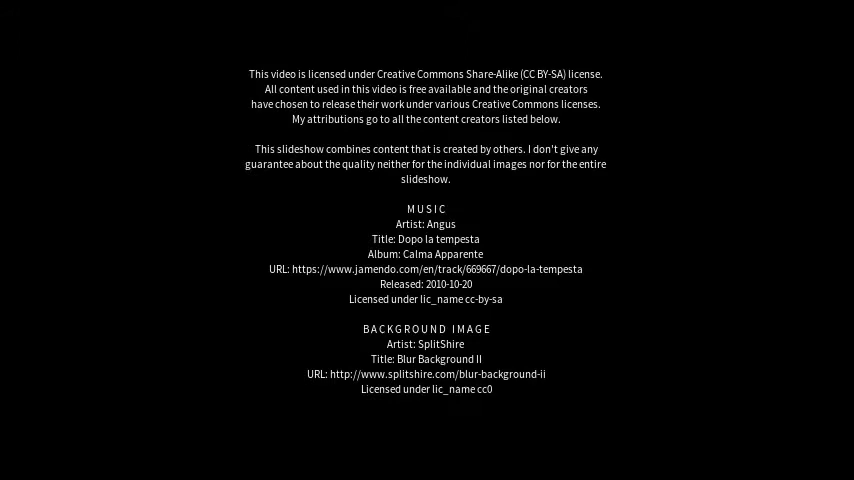 This video is licensed under Creative Commons Share-Alike (CC BY-SA) license.
All content used in this video is free available and the original creators
have chosen to release their work under various Creative Commons licenses.
My attributions go to all the content creators listed below.
This slideshow combines content that is created by others. I don't give any
guarantee about the quality neither for the individual images nor for the entire
slideshow.
MUSIC
Artist: Angus
Title: Dopo la tempesta
Album: Calma Apparente
URL: https://www.jamendo.com/en/track/669667/dopo-la-tempesta
Released: 2010-10-20
Licensed under lic_name cc-by-sa
BACKGROUND IMAGE
Artist: SplitShire
Title: Blur Background II
URL: http://www.splitshire.com/blur-background-ii
Licensed under lic_name cc0